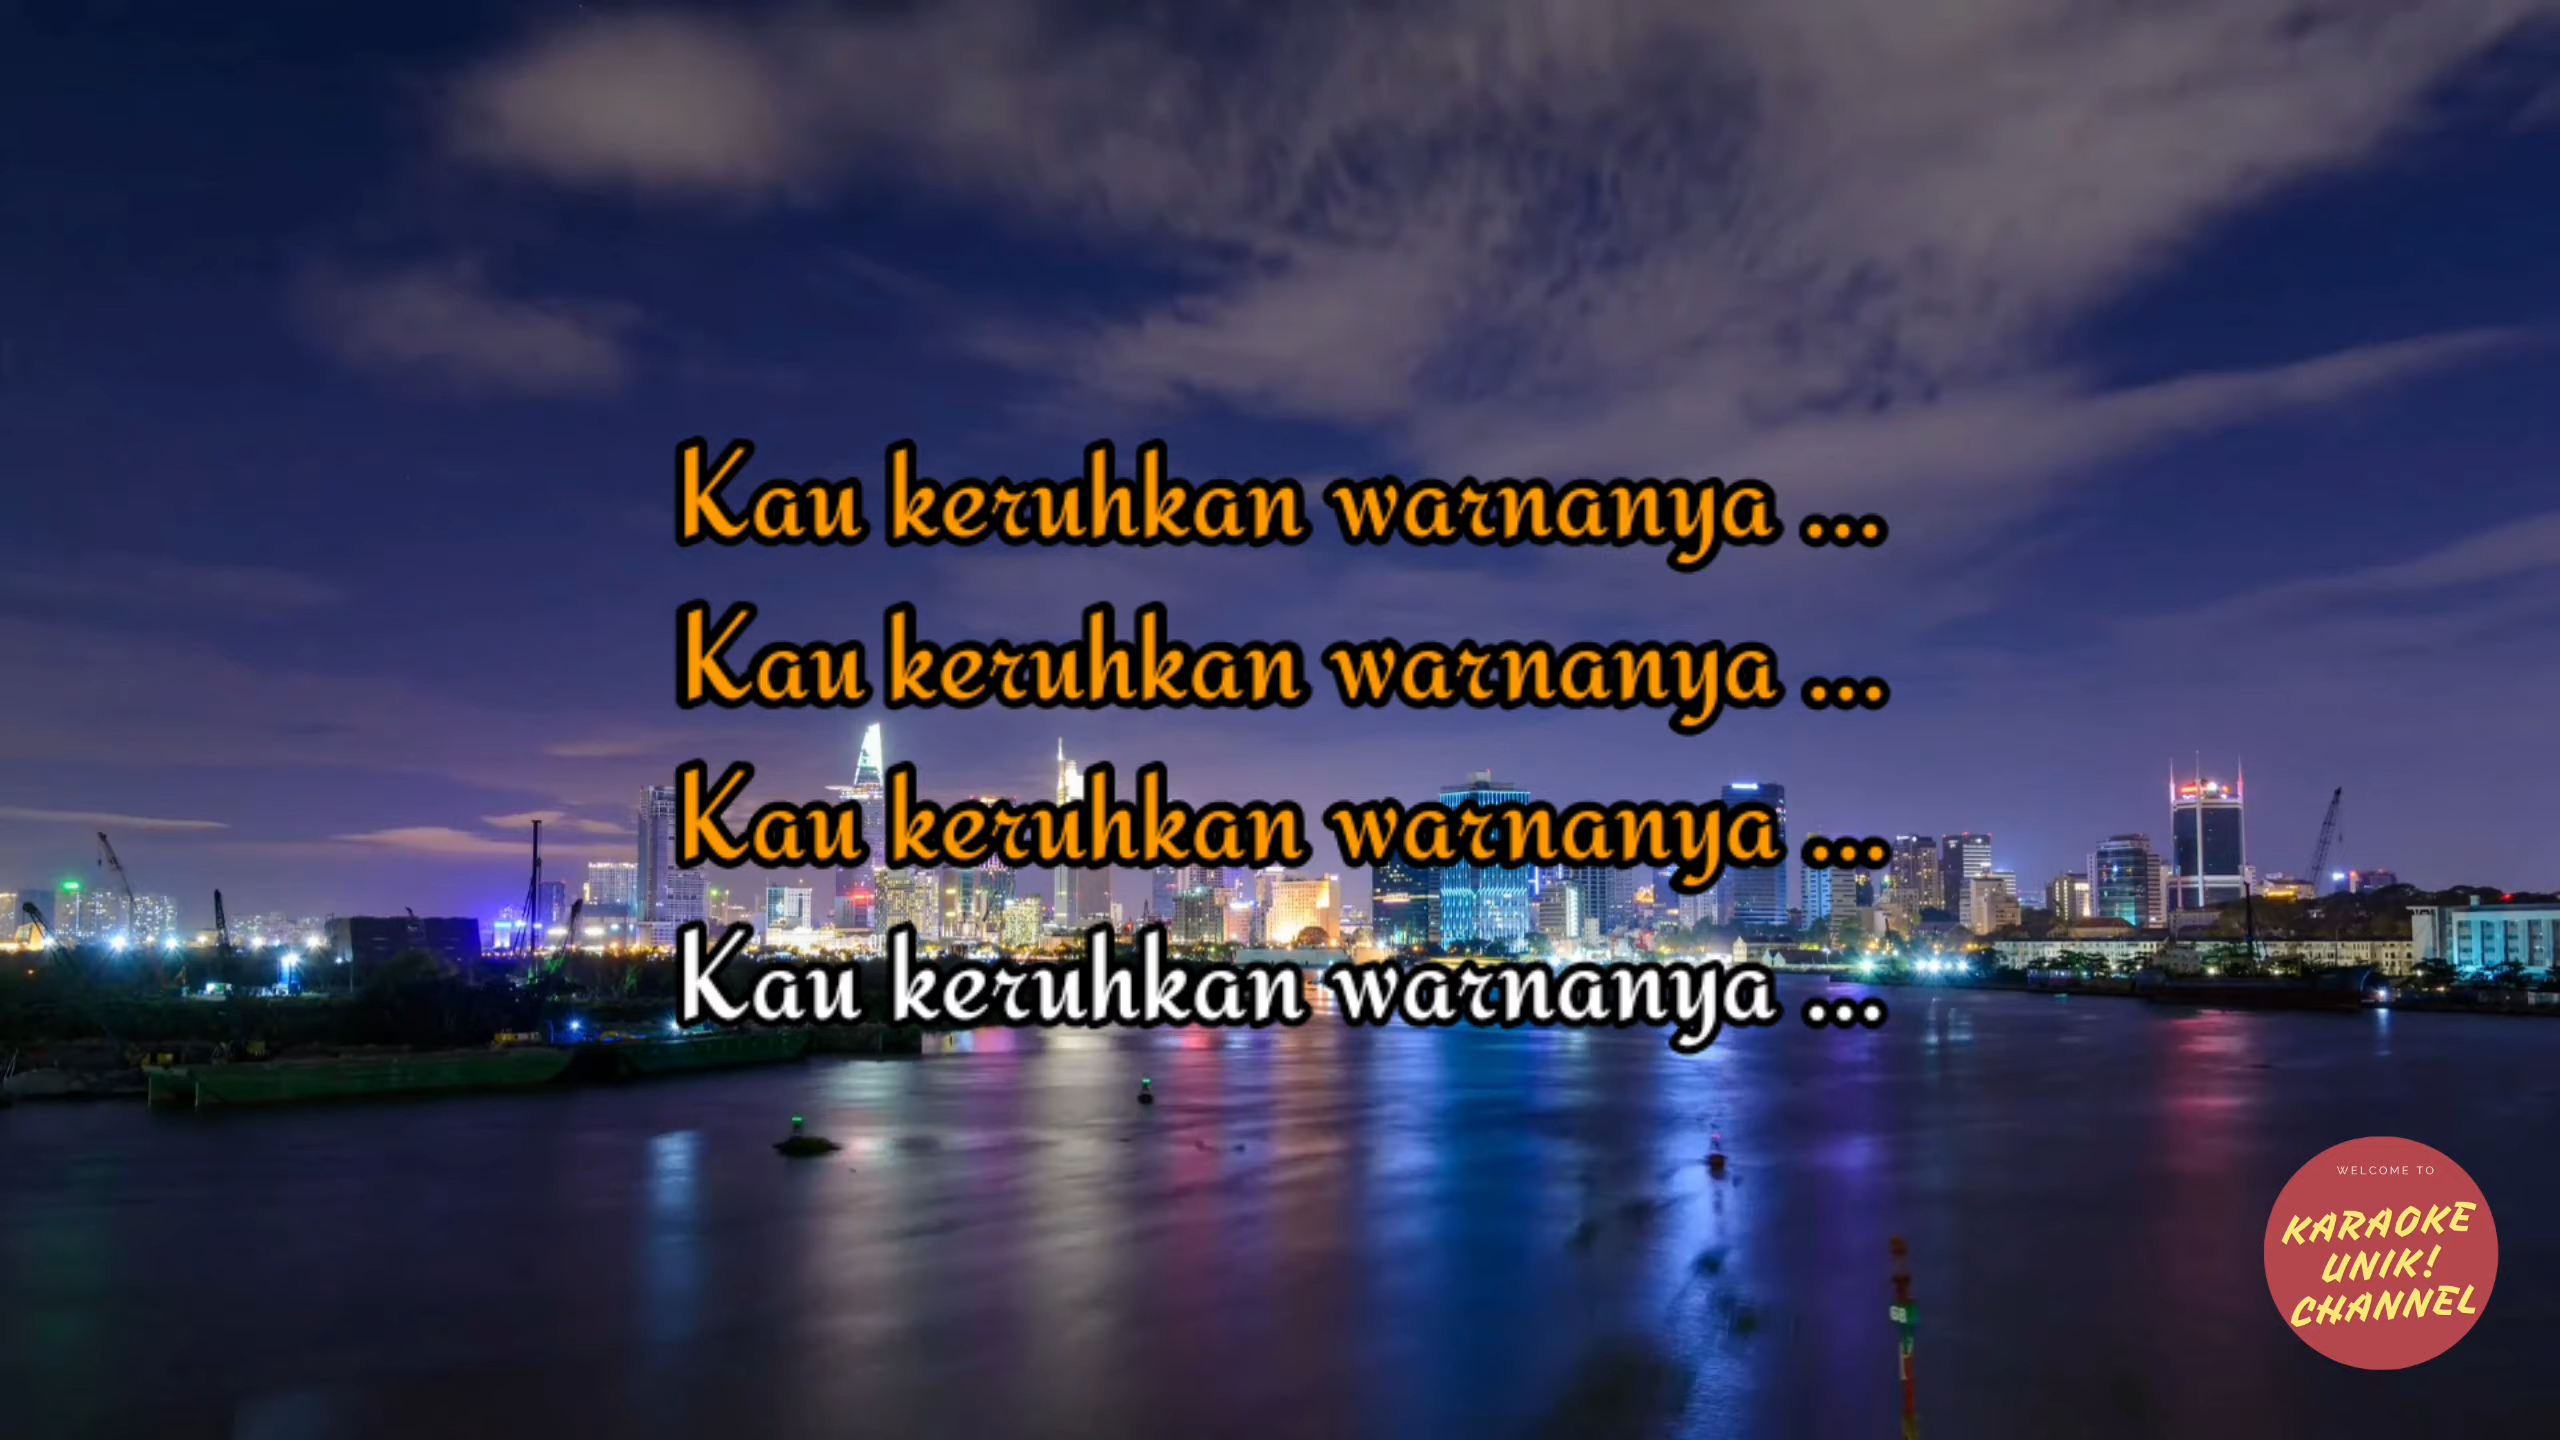 Kau keruhkan warnanya ...
Kau keruhkan warnanya ...
Kau keruhkan warnanya ...
Kau keruhkan warnanya ...
WELCOME TO
KARAOKE
UNIK!
CHANNEL